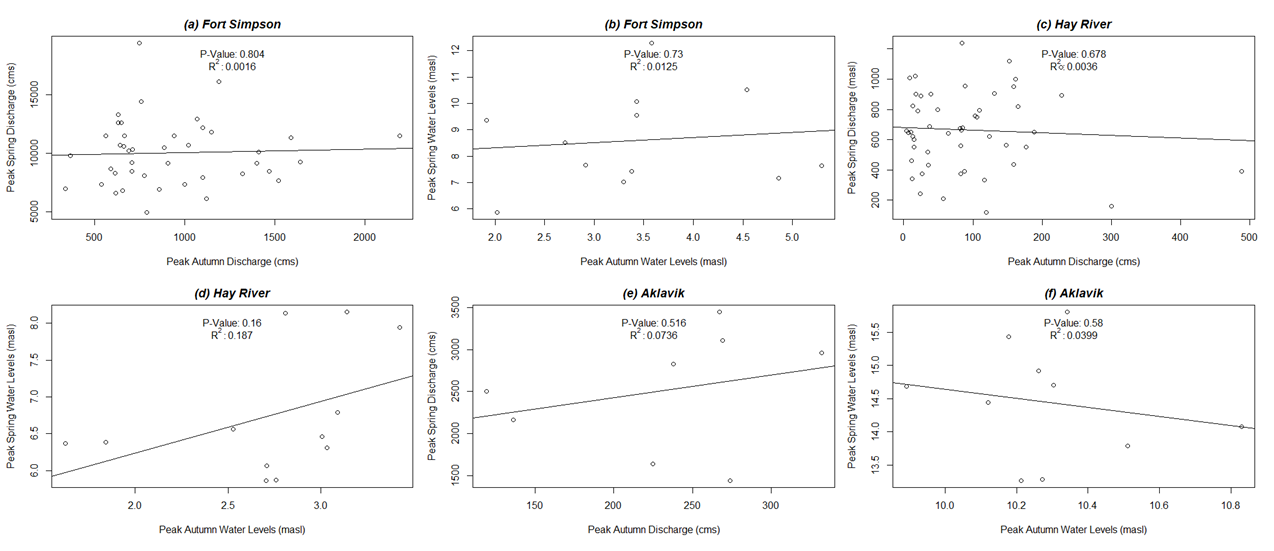 (a) Fort Simpson
P-Value: 0.804
R² : 0.0016
Peak Spring Discharge (cms)
5000 10000 15000
500 1000 1500 2000
Peak Autumn Discharge (cms)
(b) Fort Simpson
P-Value: 0.73
R² : 0.0125
Peak Spring Water Levels (masl)
6 7 8 9 10 11 12
2.0 2.5 3.0 3.5 4.0 4.5 5.0
Peak Autumn Water Levels (masl)
(c) Hay River
P-Value: 0.678
R² : 0.0036
Peak Spring Discharge (masl)
200 400 600 800 1000
0 100 200 300 400 500
Peak Autumn Discharge (cms)
(d) Hay River
P-Value: 0.16
R² : 0.187
Peak Spring Water Levels (masl)
6.0 6.5 7.0 7.5 8.0
2.0 2.5 3.0
Peak Autumn Water Levels (masl)
(e) Aklavik
P-Value: 0.516
R² : 0.0736
Peak Spring Discharge (cms)
1500 2000 2500 3000 3500
150 200 250 300
Peak Autumn Discharge (cms)
(f) Aklavik
P-Value: 0.58
R² : 0.0399
Peak Spring Water Levels (masl)
13.5 14.0 14.5 15.0 15.5
10.0 10.2 10.4 10.6 10.8
Peak Autumn Water Levels (masl)